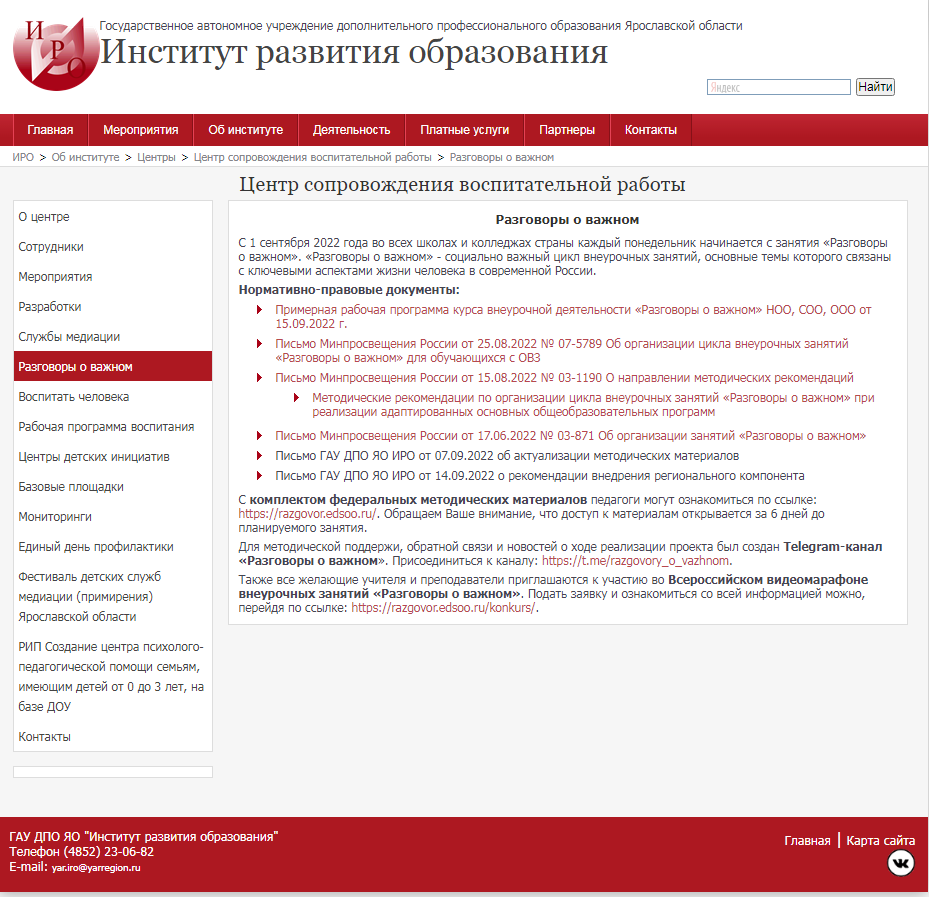 И
Р
О
Государственное автономное учреждение дополнительного профессионального образования Ярославской области
Институт развития образования
Яндекс
Найти
Главная Мероприятия Об институте Деятельность Платные услуги Партнеры Контакты
ИРО > Об институте > Центры > Центр сопровождения воспитательной работы > Разговоры о важном
Центр сопровождения воспитательной работы
О центре
Сотрудники
Мероприятия
Разработки
Службы медиации
Разговоры о важном
Воспитать человека
Рабочая программа воспитания
Центры детских инициатив
Базовые площадки
Мониторинги
Единый день профилактики
Фестиваль детских служб
медиации (примирения)
Ярославской области
РИП Создание центра психолого-
педагогической помощи семьям,
имеющим детей от 0 до 3 лет, на
базе ДОУ
Контакты
Разговоры о важном
С 1 сентября 2022 года во всех школах и колледжах страны каждый понедельник начинается с занятия «Разговоры
о важном». «Разговоры о важном» - социально важный цикл внеурочных занятий, основные темы которого связаны
с ключевыми аспектами жизни человека в современной России.
Нормативно-правовые документы:
Примерная рабочая программа курса внеурочной деятельности «Разговоры о важном» НОО, СОО, ООО от
15.09.2022 г.
Письмо Минпросвещения России от 25.08.2022 № 07-5789 Об организации цикла внеурочных занятий
«Разговоры о важном» для обучающихся с ОВЗ
Письмо Минпросвещения России от 15.08.2022 № 03-1190 О направлении методических рекомендаций
Методические рекомендации по организации цикла внеурочных занятий «Разговоры о важном» при
реализации адаптированных основных общеобразовательных программ
Письмо Минпросвещения России от 17.06.2022 № 03-871 Об организации занятий «Разговоры о важном»
Письмо ГАУ ДПО ЯО ИРО от 07.09.2022 об актуализации методических материалов
Письмо ГАУ ДПО ЯО ИРО от 14.09.2022 о рекомендации внедрения регионального компонента
С комплектом федеральных методических материалов педагоги могут ознакомиться по ссылке:
https://razgovor.edsoo.ru/. Обращаем Ваше внимание, что доступ к материалам открывается за 6 дней до
планируемого занятия.
Для методической поддержки, обратной связи и новостей о ходе реализации проекта был создан Telegram-канал
«Разговоры о важном». Присоединиться к каналу: https://t.me/razgovory_o_vazhnom.
Также все желающие учителя и преподаватели приглашаются к участию во Всероссийском видеомарафоне
внеурочных занятий «Разговоры о важном». Подать заявку и ознакомиться со всей информацией можно,
перейдя по ссылке: https://razgovor.edsoo.ru/konkurs/.
ГАУ ДПО ЯО "Институт развития образования"
Телефон (4852) 23-06-82
E-mail: yar.iro@yarregion.ru
Главная | Карта сайта